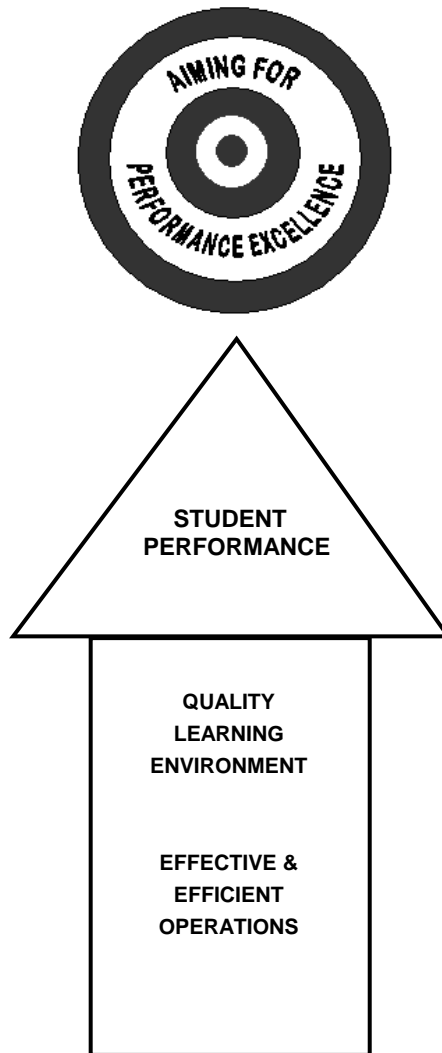 AIMING FOR
PERFORMANCE EXCELLENCE
STUDENT
PERFORMANCE
QUALITY
LEARNING
ENVIRONMENT
EFFECTIVE &
EFFICIENT
OPERATIONS